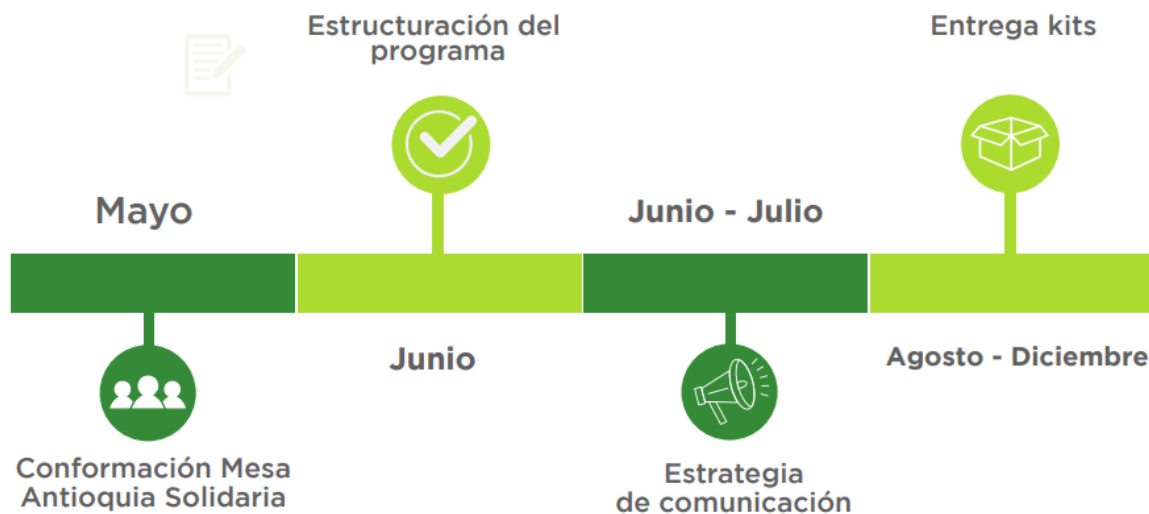 Estructuración del
programa
Entrega kits
Mayo
Junio - Julio
Junio
Agosto - Diciembre
Conformación Mesa
Antioquia Solidaria
Estrategia
de comunicación